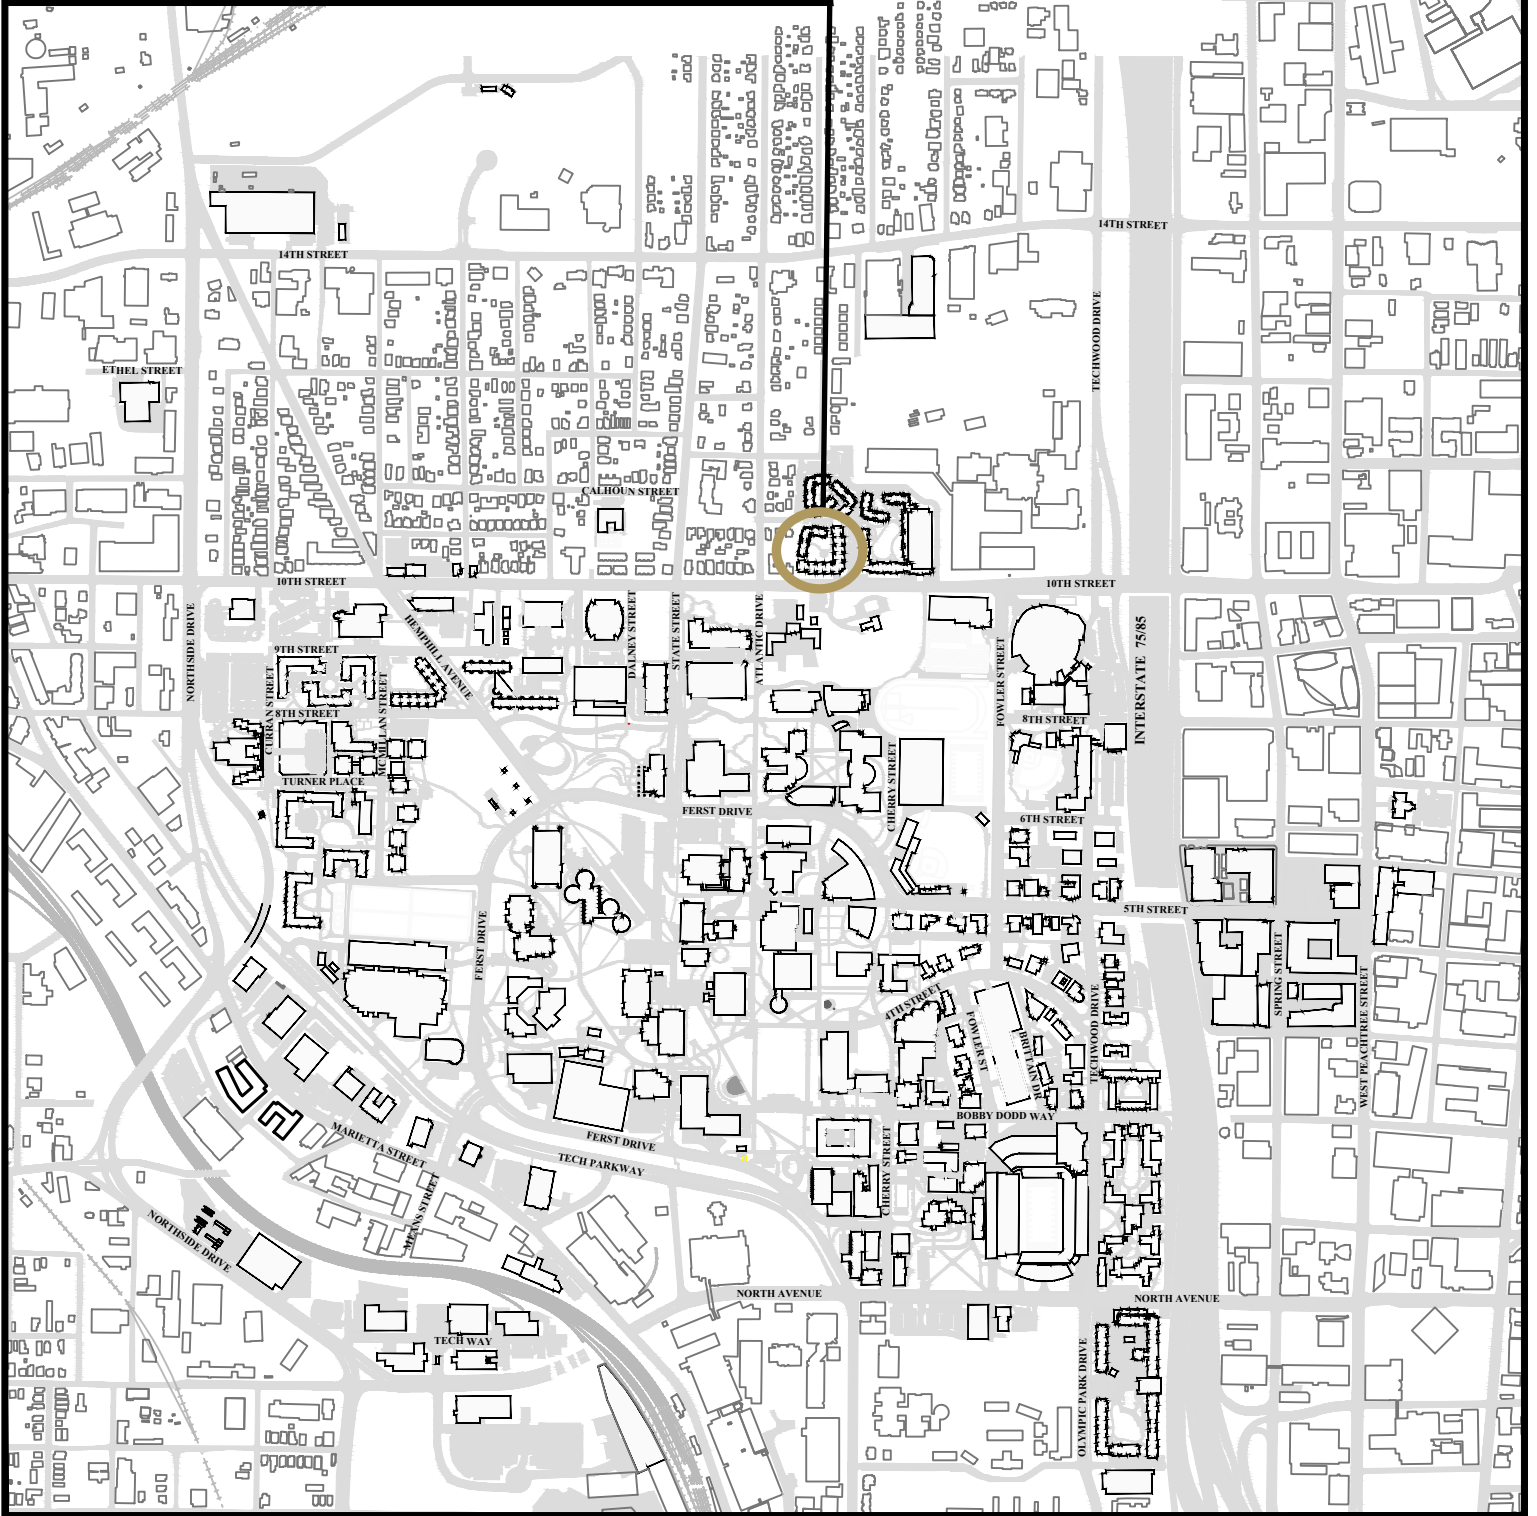 14TH STREET
14TH STREET
TECHWOOD DRIVE
ETHEL STREET
CALHOUN STREET
10TH STREET
10TH STREET
NORTHSIDE DRIVE
HEMPHILL AVENUE
DALNEY STREET
STATE STREET
ATLANTIC DRIVE
FOWLER STREET
INTERSTATE 75/85
9TH STREET
CURRAN STREET
MCMILLAN STREET
8TH STREET
8TH STREET
TURNER PLACE
CHERRY STREET
FERST DRIVE
6TH STREET
FERST DRIVE
5TH STREET
SPRING STREET
WEST PEACHTREE STREET
4TH STREET
FOWLER ST
BRITTAIN DR
TECHWOOD DRIVE
BOBBY DODD WAY
MARIETTA STREET
FERST DRIVE
TECH PARKWAY
CHERRY STREET
MEANS STREET
NORTHSIDE DRIVE
NORTH AVENUE
NORTH AVENUE
TECH WAY
OLYMPIC PARK DRIVE